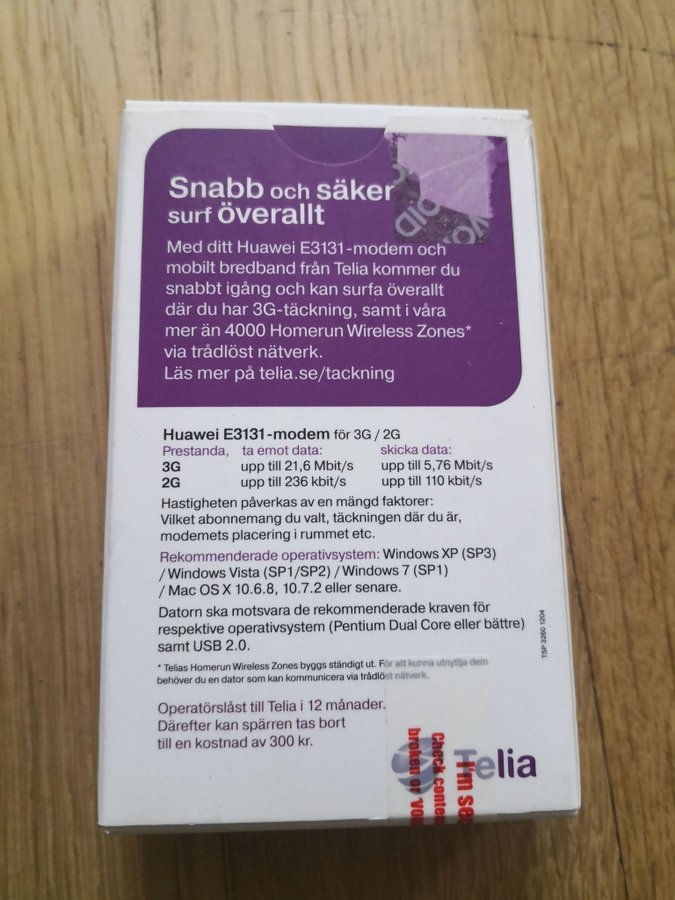 Snabb och säker
surf överallt
Med ditt Huawei E3131-modem och
mobilt bredband från Telia kommer du
snabbt igång och kan surfa överallt
där du har 3G-täckning, samt i våra
mer än 4000 Homerun Wireless Zones*
via trådlöst nätverk.
Läs mer på telia.se/tackning
Huawei E3131-modem för 3G / 2G
Prestanda, ta emot data: skicka data:
3G upp till 21,6 Mbit/s upp till 5,76 Mbit/s
2G upp till 236 kbit/s upp till 110 kbit/s
Hastigheten påverkas av en mängd faktorer:
Vilket abonnemang du valt, täckningen där du är,
modemets placering i rummet etc.
Rekommenderade operativsystem: Windows XP (SP3)
/ Windows Vista (SP1/SP2) / Windows 7 (SP1)
/ Mac OS X 10.6.8, 10.7.2 eller senare.
Datorn ska motsvara de rekommenderade kraven för
respektive operativsystem (Pentium Dual Core eller bättre)
samt USB 2.0.
* Telias Homerun Wireless Zones byggs ständigt ut. För att kunna utnyttja dem
behöver du en dator som kan kommunicera via trådlöst nätverk.
Operatörslåst till Telia i 12 månader.
Därefter kan spärren tas bort
till en kostnad av 300 kr.
TSP 3260 1204
Telia
I'm se
Check conten
broken or vo